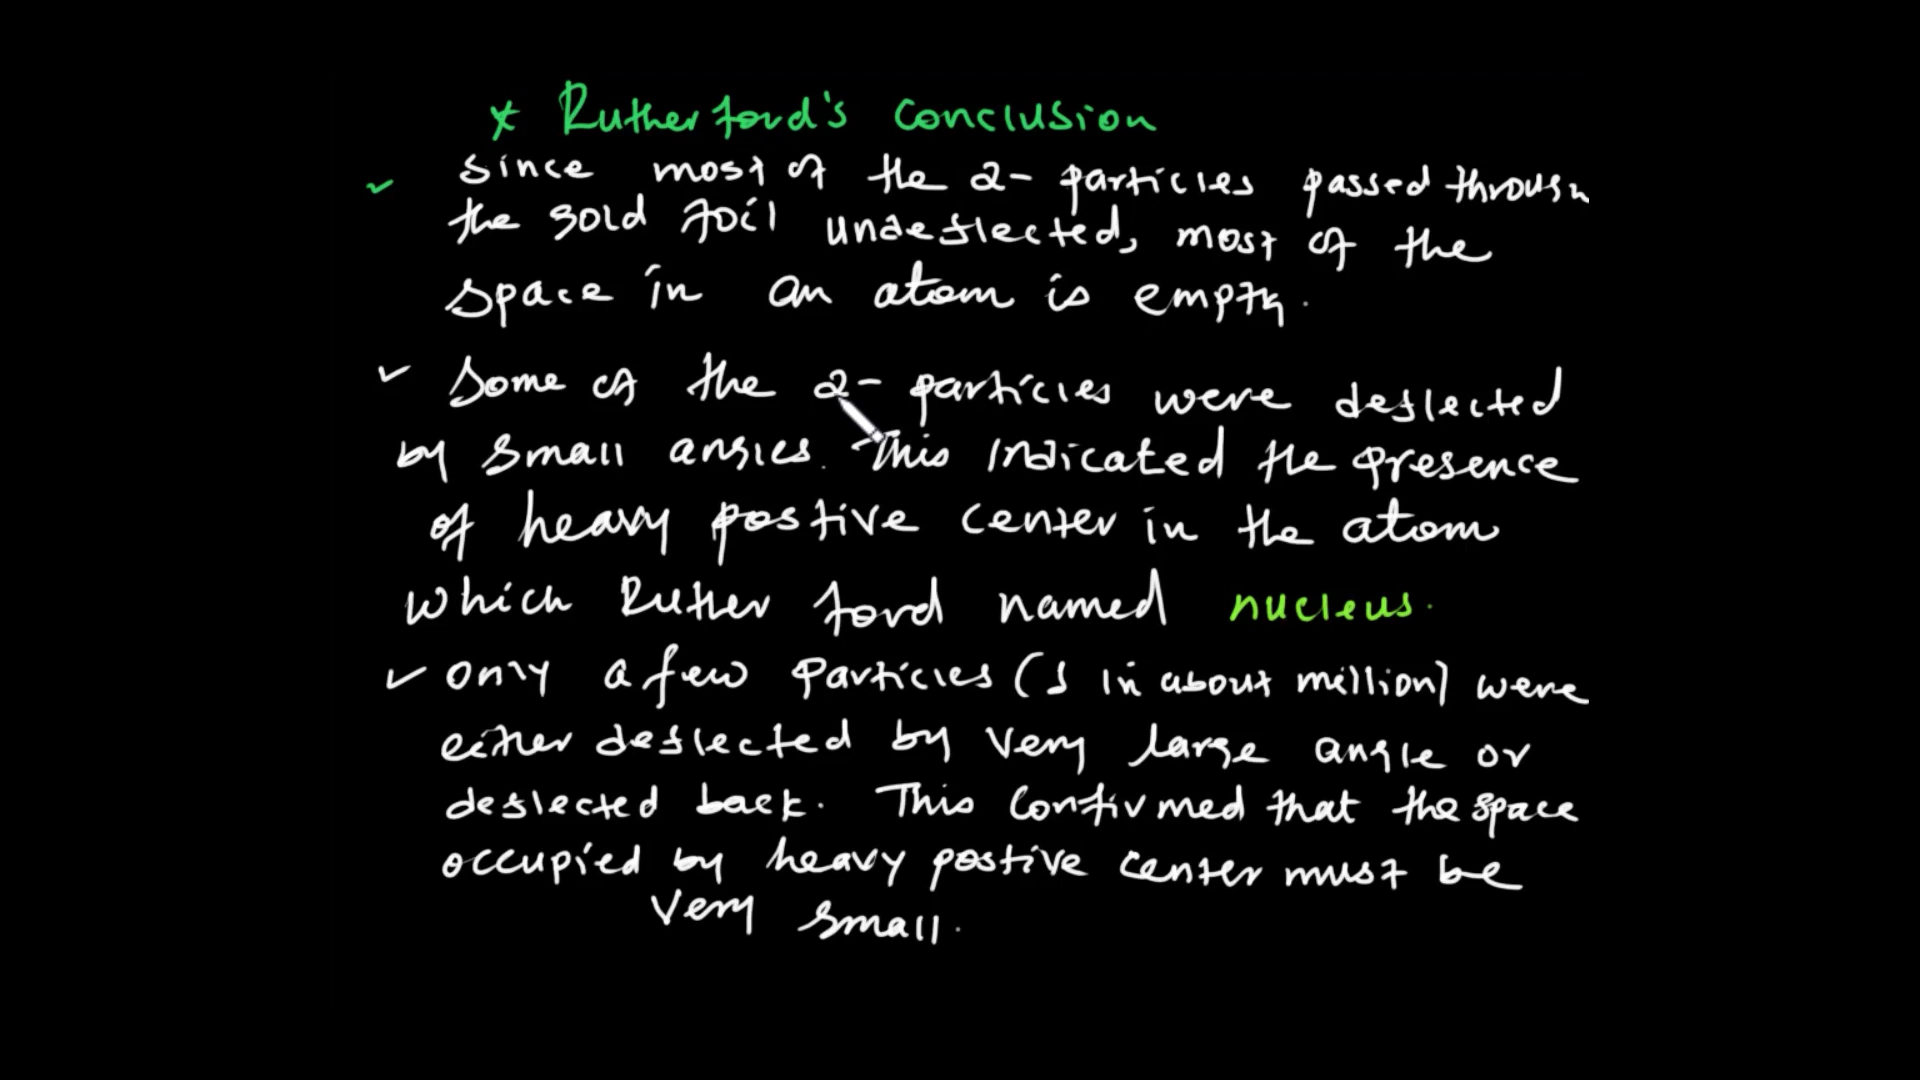 * Rutherford's conclusion
✓ Since most of the α- particles passed through
the gold foil undeflected, most of the
space in an atom is empty.
✓ Some of the α- particles were deflected
by small angles. This indicated the presence
of heavy postive center in the atom
which Ruther ford named nucleus.
✓ Only a few particles (1 in about million) were
either deflected by very large angle or
deflected back. This confirmed that the space
occupied by heavy postive center must be
very small.